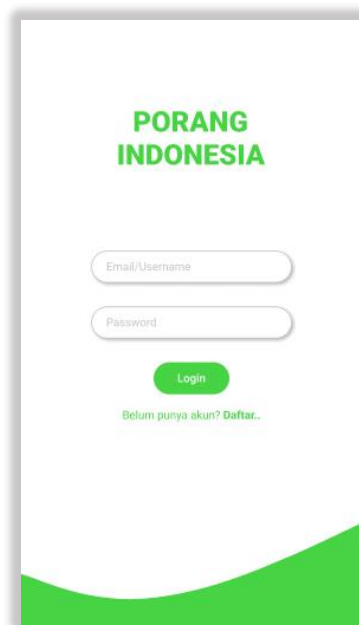 PORANG
INDONESIA
Email/Username
Password
Login
Belum punya akun? Daftar..